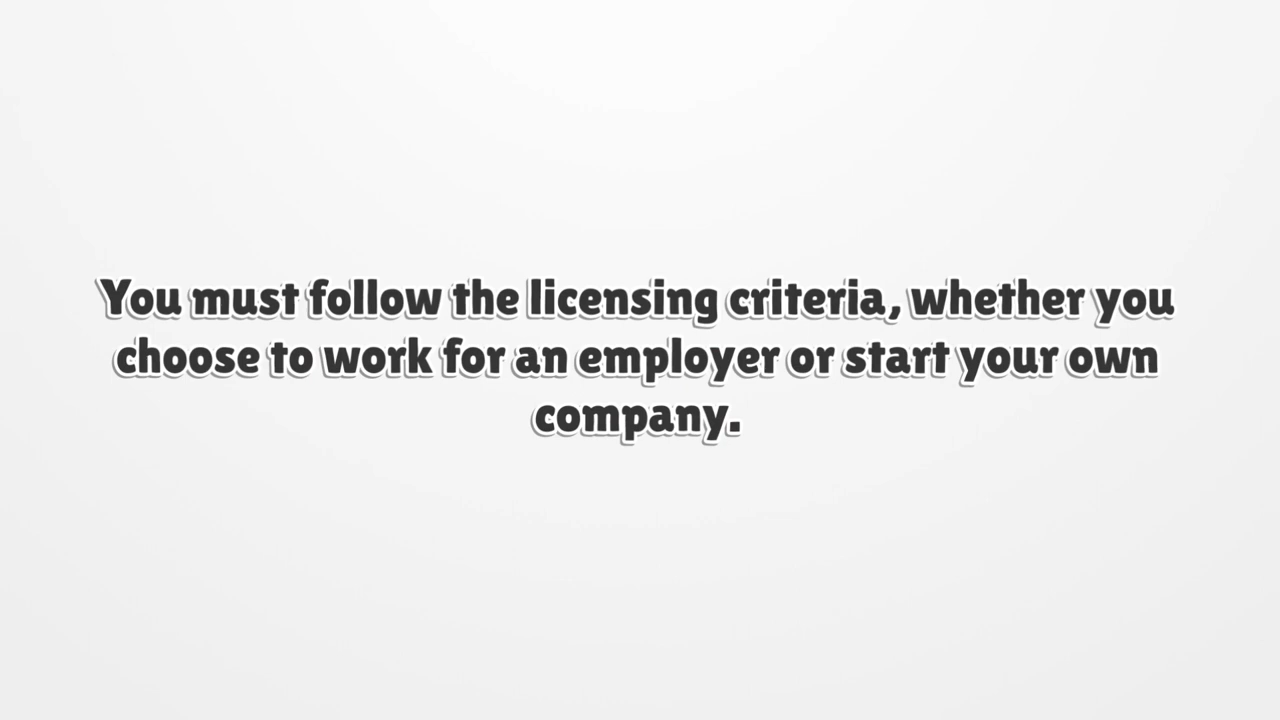 You must follow the licensing criteria, whether you
choose to work for an employer or start your own
company.